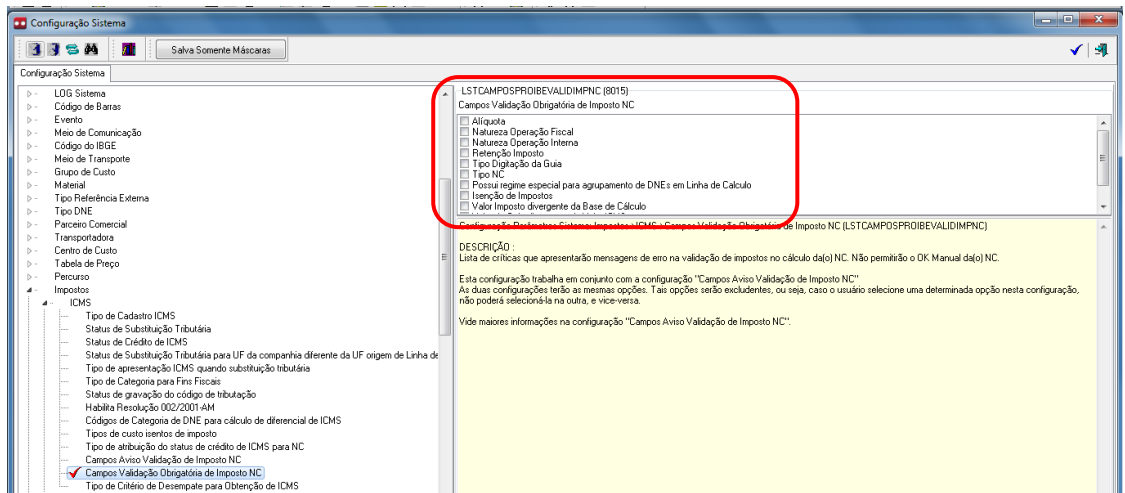 Configuração Sistema
Salva Somente Máscaras
Configuração Sistema
LOG Sistema
Código de Barras
Evento
Meio de Comunicação
Código do IBGE
Meio de Transporte
Grupo de Custo
Material
Tipo Referência Externa
Tipo DNE
Parceiro Comercial
Transportadora
Centro de Custo
Tabela de Preço
Percurso
Impostos
ICMS
Tipo de Cadastro ICMS
Status de Substituição Tributária
Status de Crédito de ICMS
Status de Substituição Tributária para UF da companhia diferente da UF origem de Linha de
Tipo de apresentação ICMS quando substituição tributária
Tipo de Categoria para Fins Fiscais
Status de gravação do código de tributação
Habilita Resolução 002/2001-AM
Códigos de Categoria de DNE para cálculo de diferencial de ICMS
Tipos de custo isentos de imposto
Tipo de atribuição do status de crédito de ICMS para NC
Campos Aviso Validação de Imposto NC
Campos Validação Obrigatória de Imposto NC
Tipo de Critério de Desempate para Obtenção de ICMS
LSTCAMPOSPROIBEVALIDIMPNC (8015)
Campos Validação Obrigatória de Imposto NC
Alíquota
Natureza Operação Fiscal
Natureza Operação Interna
Retenção Imposto
Tipo Digitação da Guia
Tipo NC
Possui regime especial para agrupamento de DNEs em Linha de Calculo
Isenção de Impostos
Valor Imposto divergente da Base de Cálculo
Configuração Parâmetros Sistema: Impostos > ICMS > Campos Validação Obrigatória de Imposto NC (LSTCAMPOSPROIBEVALIDIMPNC)
DESCRIÇÃO :
Lista de críticas que apresentarão mensagens de erro na validação de impostos no cálculo da(o) NC. Não permitirão o OK Manual da(o) NC.
Esta configuração trabalha em conjunto com a configuração "Campos Aviso Validação de Imposto NC"
As duas configurações terão as mesmas opções. Tais opções serão excludentes, ou seja, caso o usuário selecione uma determinada opção nesta configuração,
não poderá selecioná-la na outra, e vice-versa.
Vide maiores informações na configuração "Campos Aviso Validação de Imposto NC".